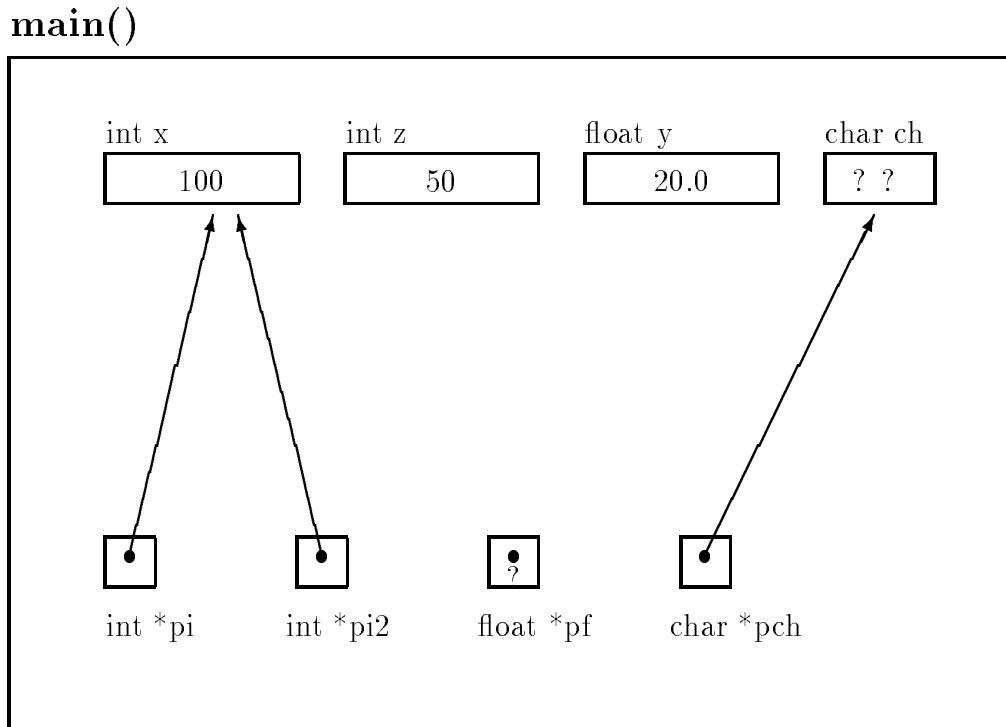 main()
int x int z float y char ch
100 50 20.0 ? ?
?
int *pi int *pi2 float *pf char *pch